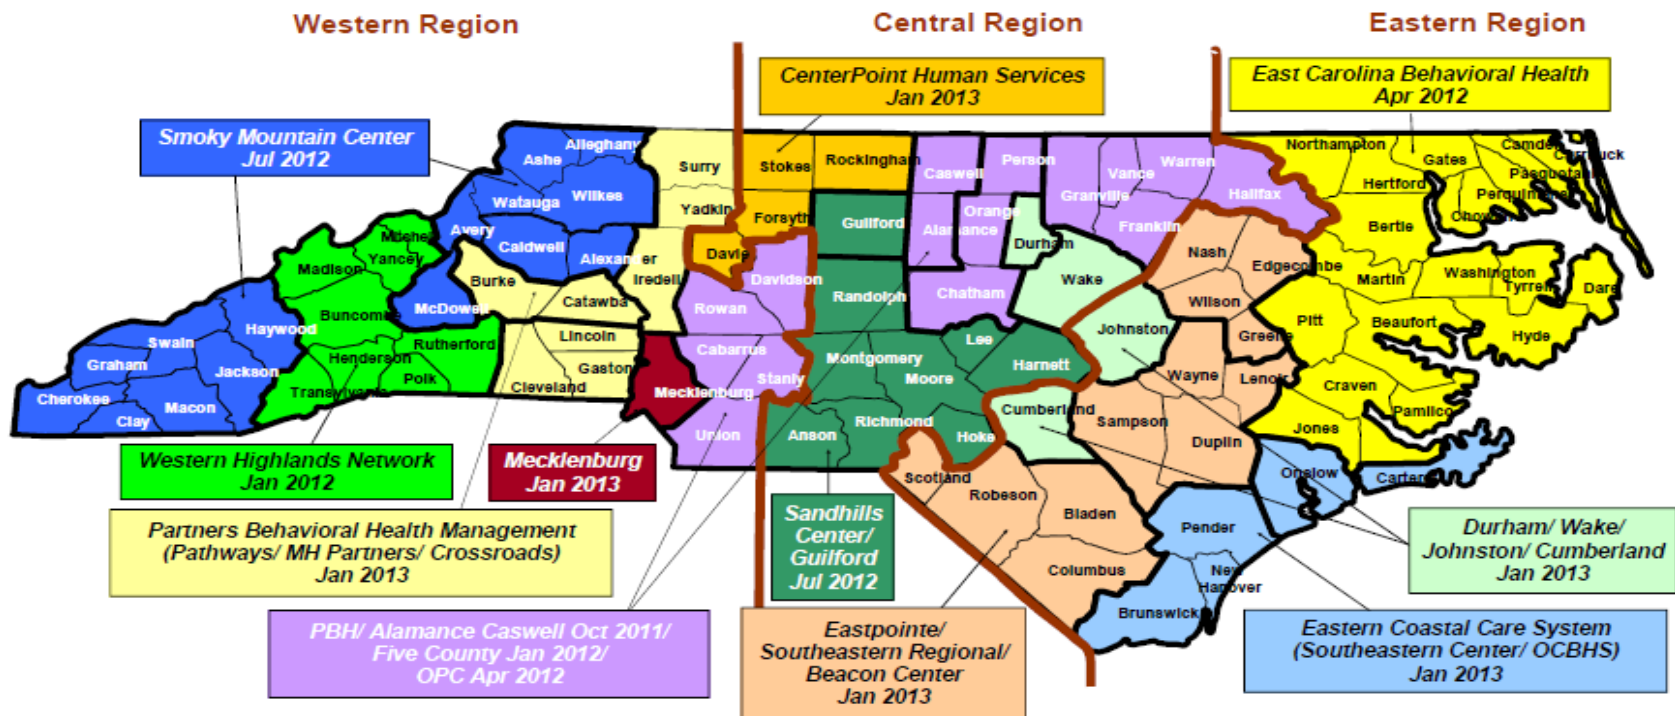 Western Region
Central Region
Eastern Region
CenterPoint Human Services
Jan 2013
East Carolina Behavioral Health
Apr 2012
Smoky Mountain Center
Jul 2012
Alleghany
Ashe
Wilkes
Watauga
Avery
Caldwell
Alexander
McDowell
Haywood
Swain
Graham
Jackson
Cherokee
Macon
Clay
Mitchell
Yancey
Madison
Buncombe
Rutherford
Henderson
Polk
Transylvania
Surry
Yadkin
Iredell
Burke
Catawba
Lincoln
Gaston
Cleveland
Mecklenburg
Stokes
Rockingham
Forsyth
Davie
Davidson
Rowan
Cabarrus
Stanly
Union
Guilford
Randolph
Montgomery
Moore
Lee
Harnett
Anson
Richmond
Hoke
Caswell
Person
Alamance
Orange
Chatham
Granville
Vance
Warren
Franklin
Halifax
Durham
Wake
Johnston
Cumberland
Nash
Edgecombe
Wilson
Greene
Wayne
Lenoir
Sampson
Duplin
Scotland
Robeson
Bladen
Columbus
Northampton
Gates
Camden
Currituck
Pasquotank
Perquimans
Chowan
Hertford
Bertie
Martin
Washington
Tyrrell
Dare
Pitt
Beaufort
Hyde
Craven
Pamlico
Jones
Onslow
Carter
Pender
New
Hanover
Brunswick
Western Highlands Network
Jan 2012
Mecklenburg
Jan 2013
Partners Behavioral Health Management
(Pathways/ MH Partners/ Crossroads)
Jan 2013
Sandhills
Center/
Guilford
Jul 2012
Durham/ Wake/
Johnston/ Cumberland
Jan 2013
PBH/ Alamance Caswell Oct 2011/
Five County Jan 2012/
OPC Apr 2012
Eastpointe/
Southeastern Regional/
Beacon Center
Jan 2013
Eastern Coastal Care System
(Southeastern Center/ OCBHS)
Jan 2013